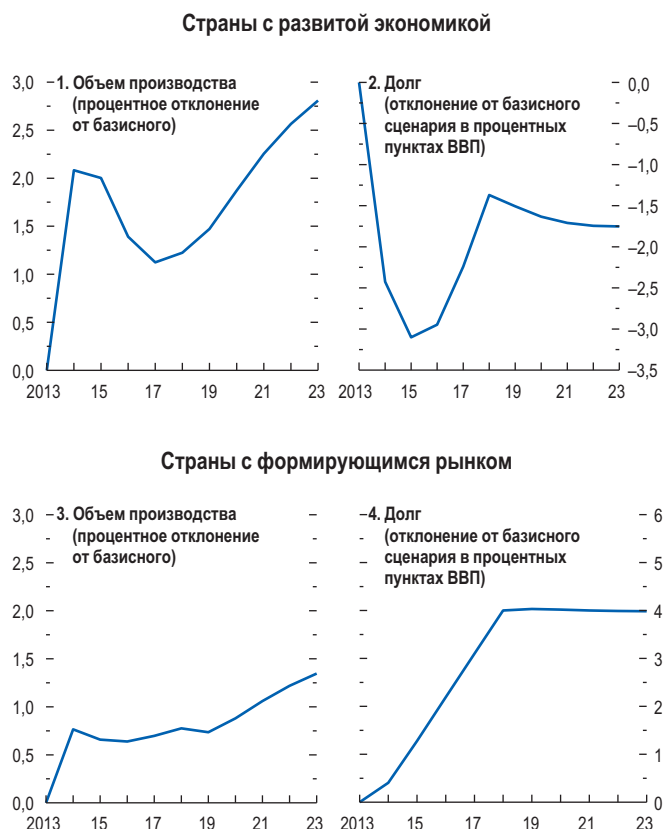 Страны с развитой экономикой
1. Объем производства
(процентное отклонение
от базисного)
3,0
2,5
2,0
1,5
1,0
0,5
0,0
2013 15 17 19 21 23
2. Долг
(отклонение от базисного
сценария в процентных
пунктах ВВП)
0,0
–0,5
–1,0
–1,5
–2,0
–2,5
–3,0
–3,5
2013 15 17 19 21 23
Страны с формирующимся рынком
3. Объем производства
(процентное отклонение
от базисного)
3,0
2,5
2,0
1,5
1,0
0,5
0,0
2013 15 17 19 21 23
4. Долг
(отклонение от базисного
сценария в процентных
пунктах ВВП)
6
5
4
3
2
1
0
2013 15 17 19 21 23